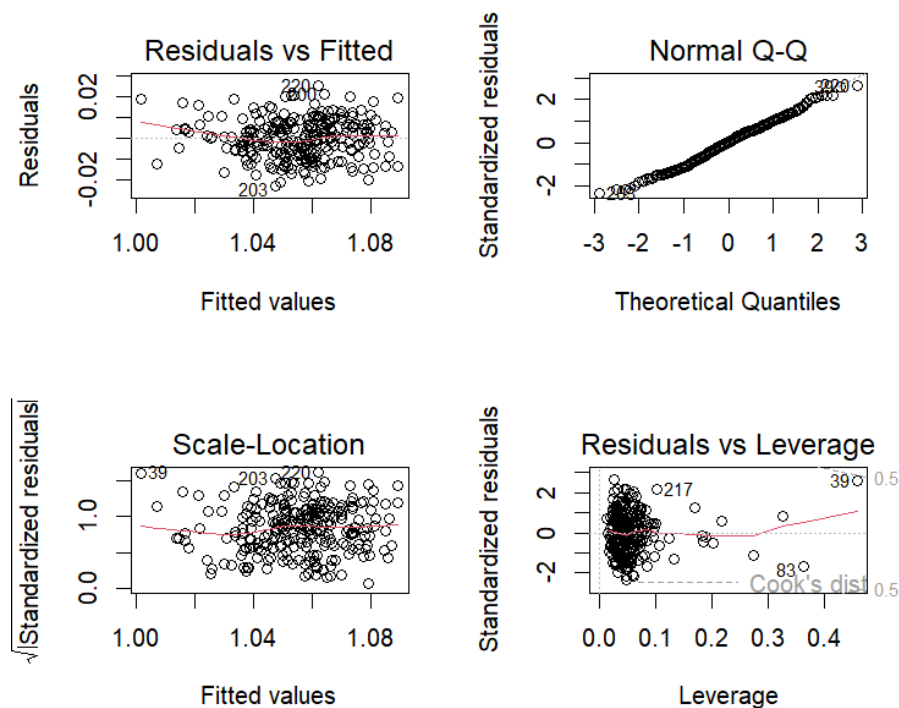 Residuals vs Fitted
Residuals
0.02
-0.02
220
203
1.00 1.04 1.08
Fitted values
Normal Q-Q
Standardized residuals
2
0
-2
-3 -2 -1 0 1 2 3
Theoretical Quantiles
Scale-Location
√|Standardized residuals|
1.0
0.0
39
203
220
1.00 1.04 1.08
Fitted values
Residuals vs Leverage
Standardized residuals
2
0
-2
217
39
83
Cook's dist
0.5
0.5
0.0 0.1 0.2 0.3 0.4
Leverage